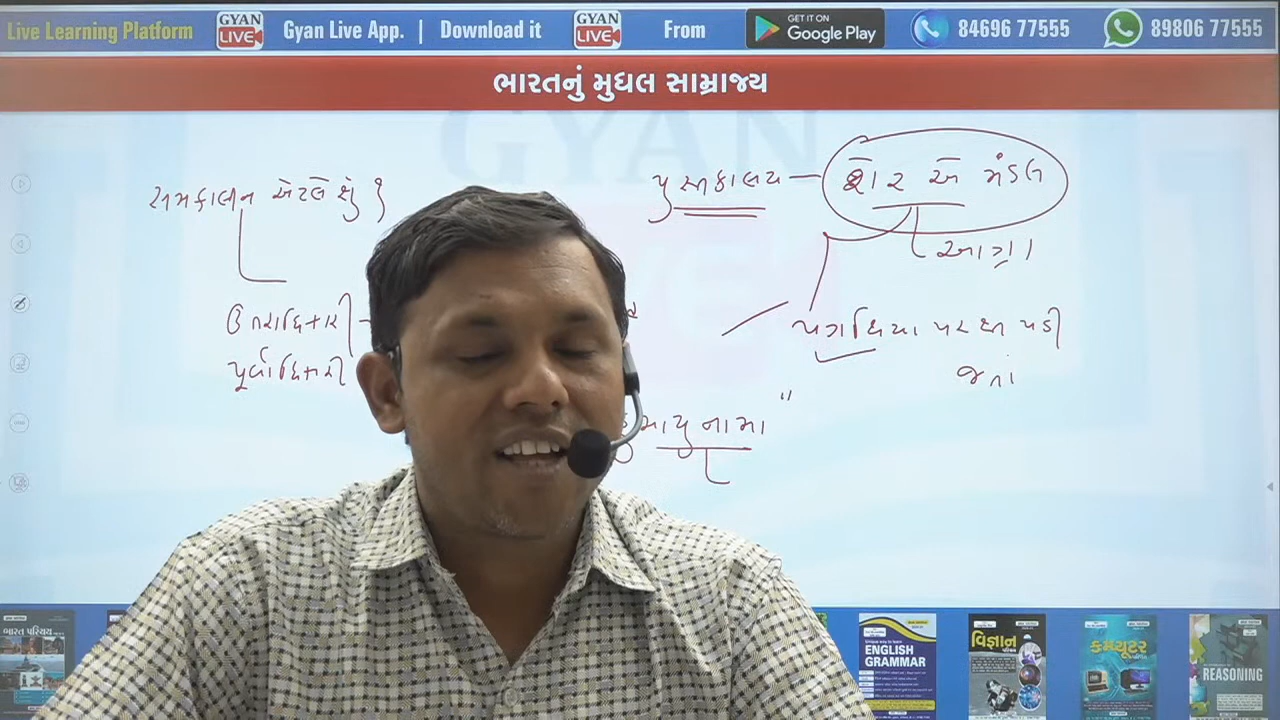 Live Learning Platform GYAN LIVE Gyan Live App. | Download it GYAN LIVE From GET IT ON Google Play 84696 77555 89806 77555
ભારતનું મુઘલ સામ્રાજ્ય
GYAN
સમકાલીન એટલે શું ?
પુસ્તકાલય — શેર એ મંડલ
આગ્રા
ઉત્તરાધિકારી
પૂર્વાધિકારી
પગથિયા પરથી પડી
જતાં
હુમાયુ નામા "
ભારત પરિચય
ENGLISH GRAMMAR
વિજ્ઞાન
કમ્પ્યુટર
REASONING